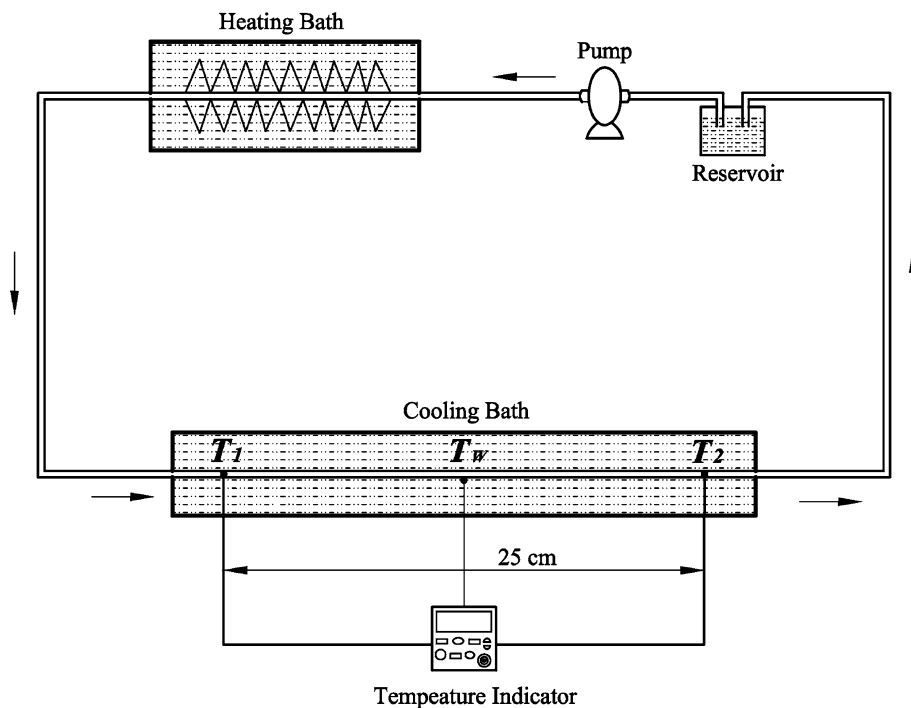 Heating Bath
Pump
Reservoir
Cooling Bath
T1
Tw
T2
25 cm
Tempeature Indicator